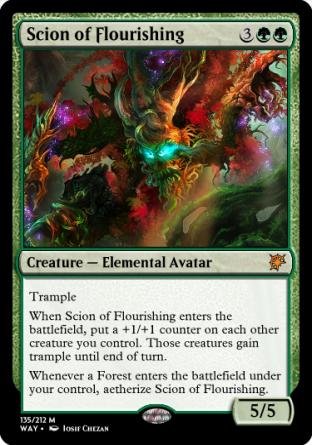 Scion of Flourishing 3
Creature — Elemental Avatar
Trample
When Scion of Flourishing enters the
battlefield, put a +1/+1 counter on each other
creature you control. Those creatures gain
trample until end of turn.
Whenever a Forest enters the battlefield under
your control, aetherize Scion of Flourishing.
5/5
135/212 M
WAY • Iosif Chezan